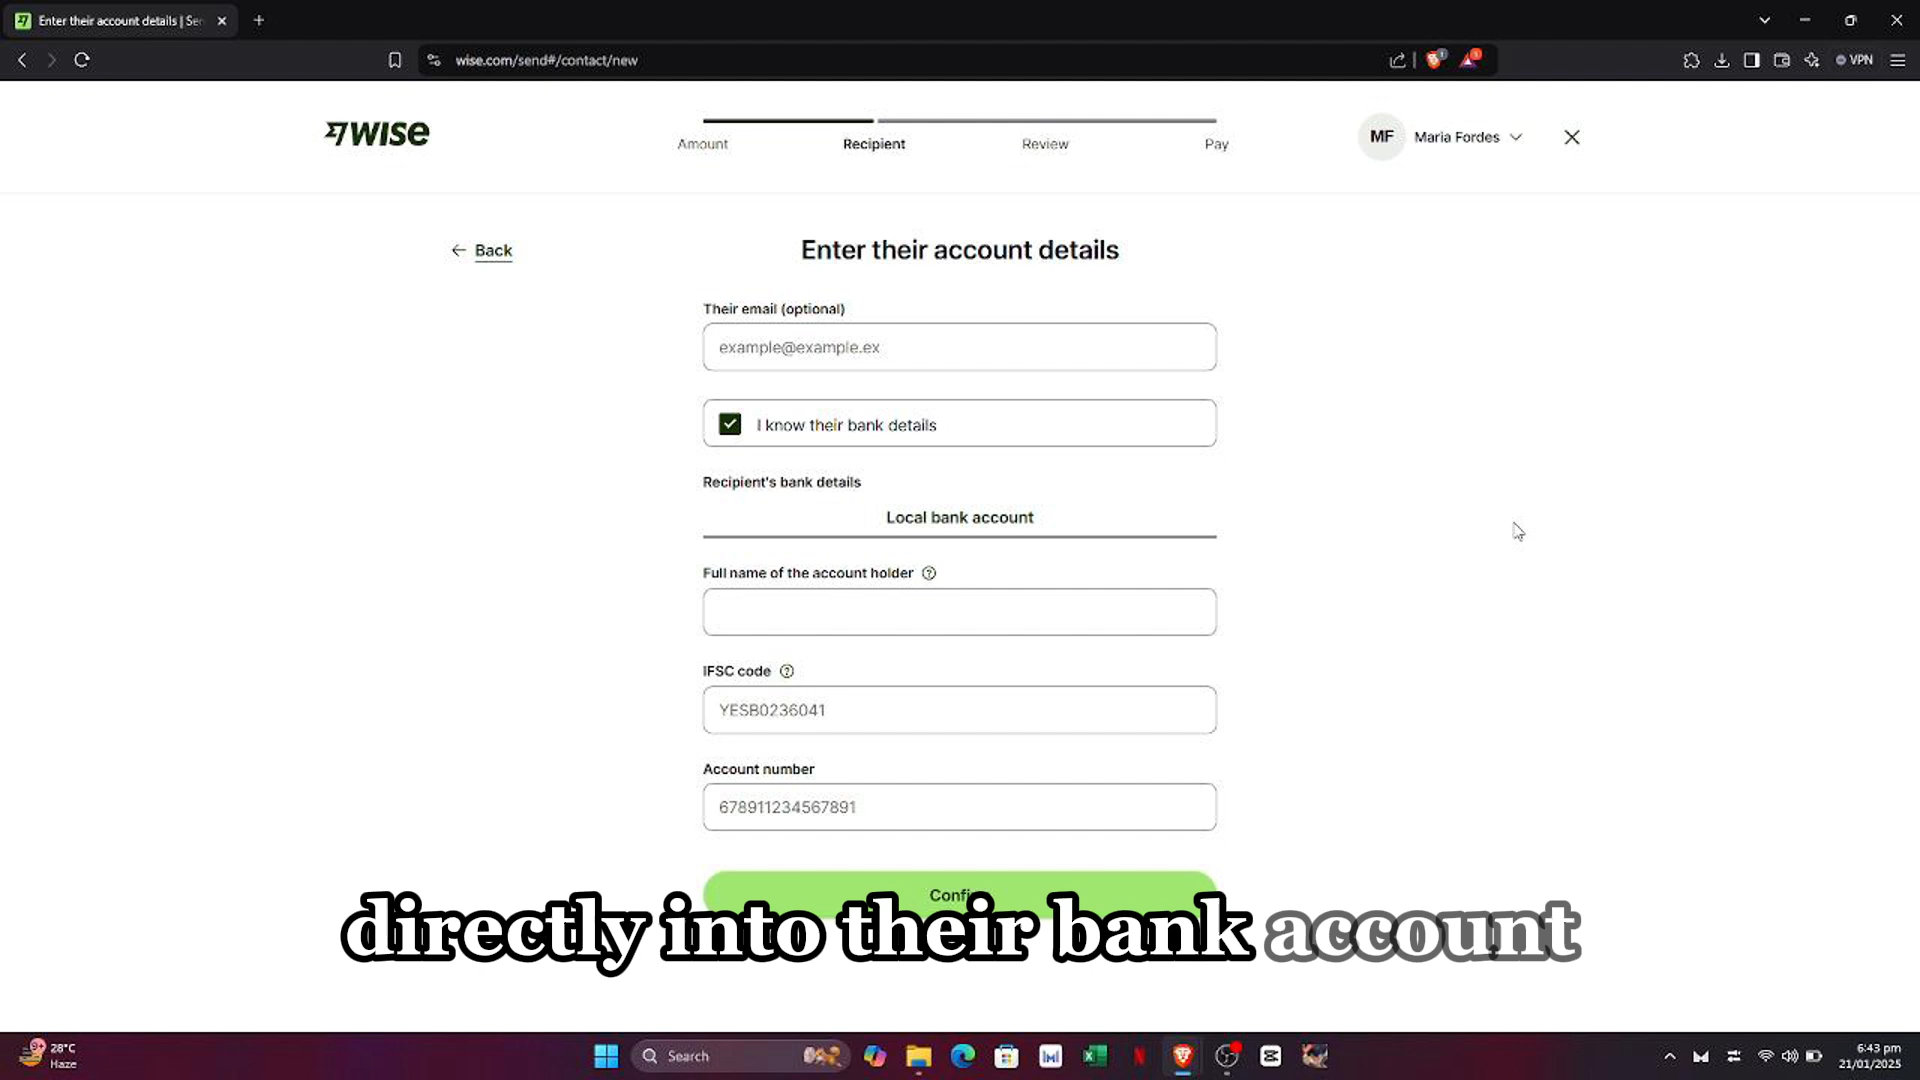 Enter their account details | Se
wise.com/send#/contact/new
VPN
WISE
Amount
Recipient
Review
Pay
MF
Maria Fordes
Back
Enter their account details
Their email (optional)
example@example.ex
I know their bank details
Recipient's bank details
Local bank account
Full name of the account holder
IFSC code
YESB0236041
Account number
678911234567891
Confi
directly into their bank account
9+
28°C
Haze
Search
6:43 pm
21/01/2025